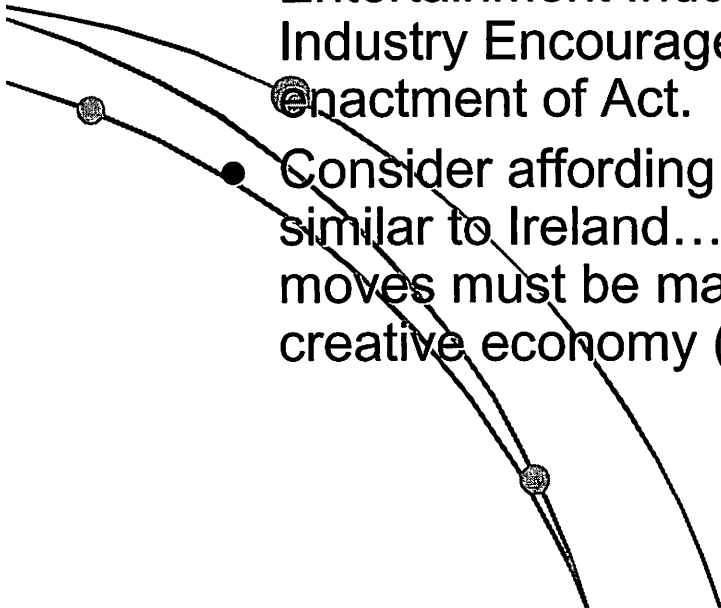 Industry Encourage
enactment of Act.
Consider affording
similar to Ireland…
moves must be ma
creative economy (